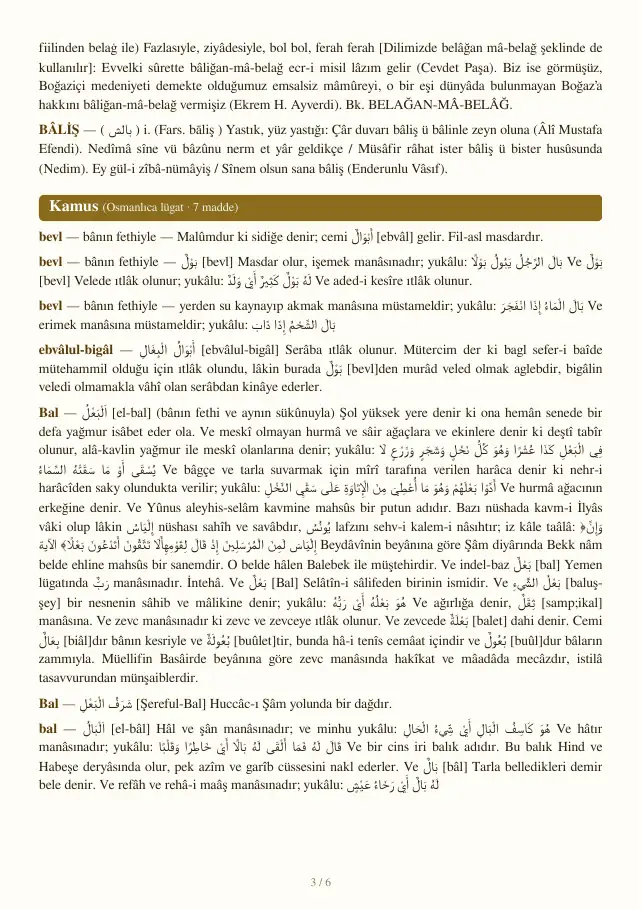 fiilinden belaġ ile) Fazlasıyle, ziyâdesiyle, bol bol, ferah ferah [Dilimizde belâğan mâ-belağ şeklinde de
kullanılır]: Evvelki sûrette bâliğan-mâ-belağ ecr-i misil lâzım gelir (Cevdet Paşa). Biz ise görmüşüz,
Boğaziçi medeniyeti demekte olduğumuz emsalsiz mâmûreyi, o bir eşi dünyâda bulunmayan Boğaz'a
hakkını bâliğan-mâ-belağ vermişiz (Ekrem H. Ayverdi). Bk. BELAĞAN-MÂ-BELÂĞ.
BÂLİŞ — ( بالش ) i. (Fars. bāliş ) Yastık, yüz yastığı: Çâr duvarı bâliş ü bâlinle zeyn oluna (Âlî Mustafa
Efendi). Nedîmâ sîne vü bâzûnu nerm et yâr geldikçe / Müsâfir râhat ister bâliş ü bister husûsunda
(Nedim). Ey gül-i zîbâ-nümâyiş / Sînem olsun sana bâliş (Enderunlu Vâsıf).
Kamus (Osmanlıca lügat · 7 madde)
bevl — bânın fethiyle — Malûmdur ki sidiğe denir; cemi أَبْوَالٌ [ebvâl] gelir. Fil-asl masdardır.
bevl — bânın fethiyle — بَوْلٌ [bevl] Masdar olur, işemek manâsınadır; yukâlu: بَالَ الرَّجُلُ يَبُولُ بَوْلًا Ve بَوْلٌ
[bevl] Velede ıtlâk olunur; yukâlu: لَهُ بَوْلٌ كَثِيرٌ أَيْ وَلَدٌ Ve aded-i kesîre ıtlâk olunur.
bevl — bânın fethiyle — yerden su kaynayıp akmak manâsına müstameldir; yukâlu: بَالَ الْمَاءُ إِذَا انْفَجَرَ Ve
erimek manâsına müstameldir; yukâlu: بَالَ الشَّحْمُ إِذَا ذَابَ
ebvâlul-bigâl — أَبْوَالُ الْبِغَالِ [ebvâlul-bigâl] Serâba ıtlâk olunur. Mütercim der ki bagl sefer-i baîde
mütehammil olduğu için ıtlâk olundu, lâkin burada بَوْلٌ [bevl]den murâd veled olmak aglebdir, bigâlin
veledi olmamakla vâhî olan serâbdan kinâye ederler.
Bal — اَلْبَعْلُ [el-bal] (bânın fethi ve aynın sükûnuyla) Şol yüksek yere denir ki ona hemân senede bir
defa yağmur isâbet eder ola. Ve meskî olmayan hurmâ ve sâir ağaçlara ve ekinlere denir ki deştî tabîr
olunur, alâ-kavlin yağmur ile meskî olanlarına denir; yukâlu: فِى الْبَعْلِ كَذَا عُشْرًا وَهُوَ كُلُّ نَخْلٍ وَشَجَرٍ وَزَرْعٍ لَا
يُسْقَى أَوْ مَا سَقَتْهُ السَّمَاءُ Ve bâgçe ve tarla suvarmak için mîrî tarafına verilen harâca denir ki nehr-i
harâcîden saky olundukta verilir; yukâlu: أَدَّوْا بَعْلَهُمْ وَهُوَ مَا أُعْطِيَ مِنَ الْإِتَاوَةِ عَلَى سَقْيِ النَّخْلِ Ve hurmâ ağacının
erkeğine denir. Ve Yûnus aleyhis-selâm kavmine mahsûs bir putun adıdır. Bazı nüshada kavm-i İlyâs
vâki olup lâkin إِلْيَاسَ nüshası sahîh ve savâbdır, يُونُسُ lafzını sehv-i kalem-i nâsıhtır; iz kâle taâlâ: ﴿وَإِنَّ
إِلْيَاسَ لَمِنَ الْمُرْسَلِينَ إِذْ قَالَ لِقَوْمِهِأَلَا تَتَّقُونَ أَتَدْعُونَ بَعْلًا﴾ الآية Beydâvînin beyânına göre Şâm diyârında Bekk nâm
belde ehline mahsûs bir sanemdir. O belde hâlen Balebek ile müştehirdir. Ve indel-baz بَعْلٌ [bal] Yemen
lügatında رَبٌّ manâsınadır. İntehâ. Ve بَعْلٌ [Bal] Selâtîn-i sâlifeden birinin ismidir. Ve بَعْلُ الشَّيْءِ [baluş-
şey] bir nesnenin sâhib ve mâlikine denir; yukâlu: هُوَ بَعْلُهُ أَيْ رَبُّهُ Ve ağırlığa denir, ثِقَلٌ [samp;ikal]
manâsına. Ve zevc manâsınadır ki zevc ve zevceye ıtlâk olunur. Ve zevcede بَعْلَةٌ [balet] dahi denir. Cemi
بِعَالٌ [biâl]dır bânın kesriyle ve بُعُولَةٌ [buûlet]tir, bunda hâ-i tenîs cemâat içindir ve بُعُولٌ [buûl]dur bâların
zammıyla. Müellifin Basâirde beyânına göre zevc manâsında hakîkat ve mâadâda mecâzdır, istilâ
tasavvurundan münşaiblerdir.
Bal — شَرَفُ الْبَعْلِ [Şereful-Bal] Huccâc-ı Şâm yolunda bir dağdır.
bal — اَلْبَالُ [el-bâl] Hâl ve şân manâsınadır; ve minhu yukâlu: هُوَ كَاسِفُ الْبَالِ أَيْ سَيِّءُ الْحَالِ Ve hâtır
manâsınadır; yukâlu: قَالَ لَهُ فَمَا أَلْقَى لَهُ بَالًا أَيْ خَاطِرًا وَقَلْبًا Ve bir cins iri balık adıdır. Bu balık Hind ve
Habeşe deryâsında olur, pek azîm ve garîb cüssesini nakl ederler. Ve بَالٌ [bâl] Tarla belledikleri demir
bele denir. Ve refâh ve rehâ-i maâş manâsınadır; yukâlu: لَهُ بَالٌ أَيْ رَخَاءُ عَيْشٍ
3 / 6